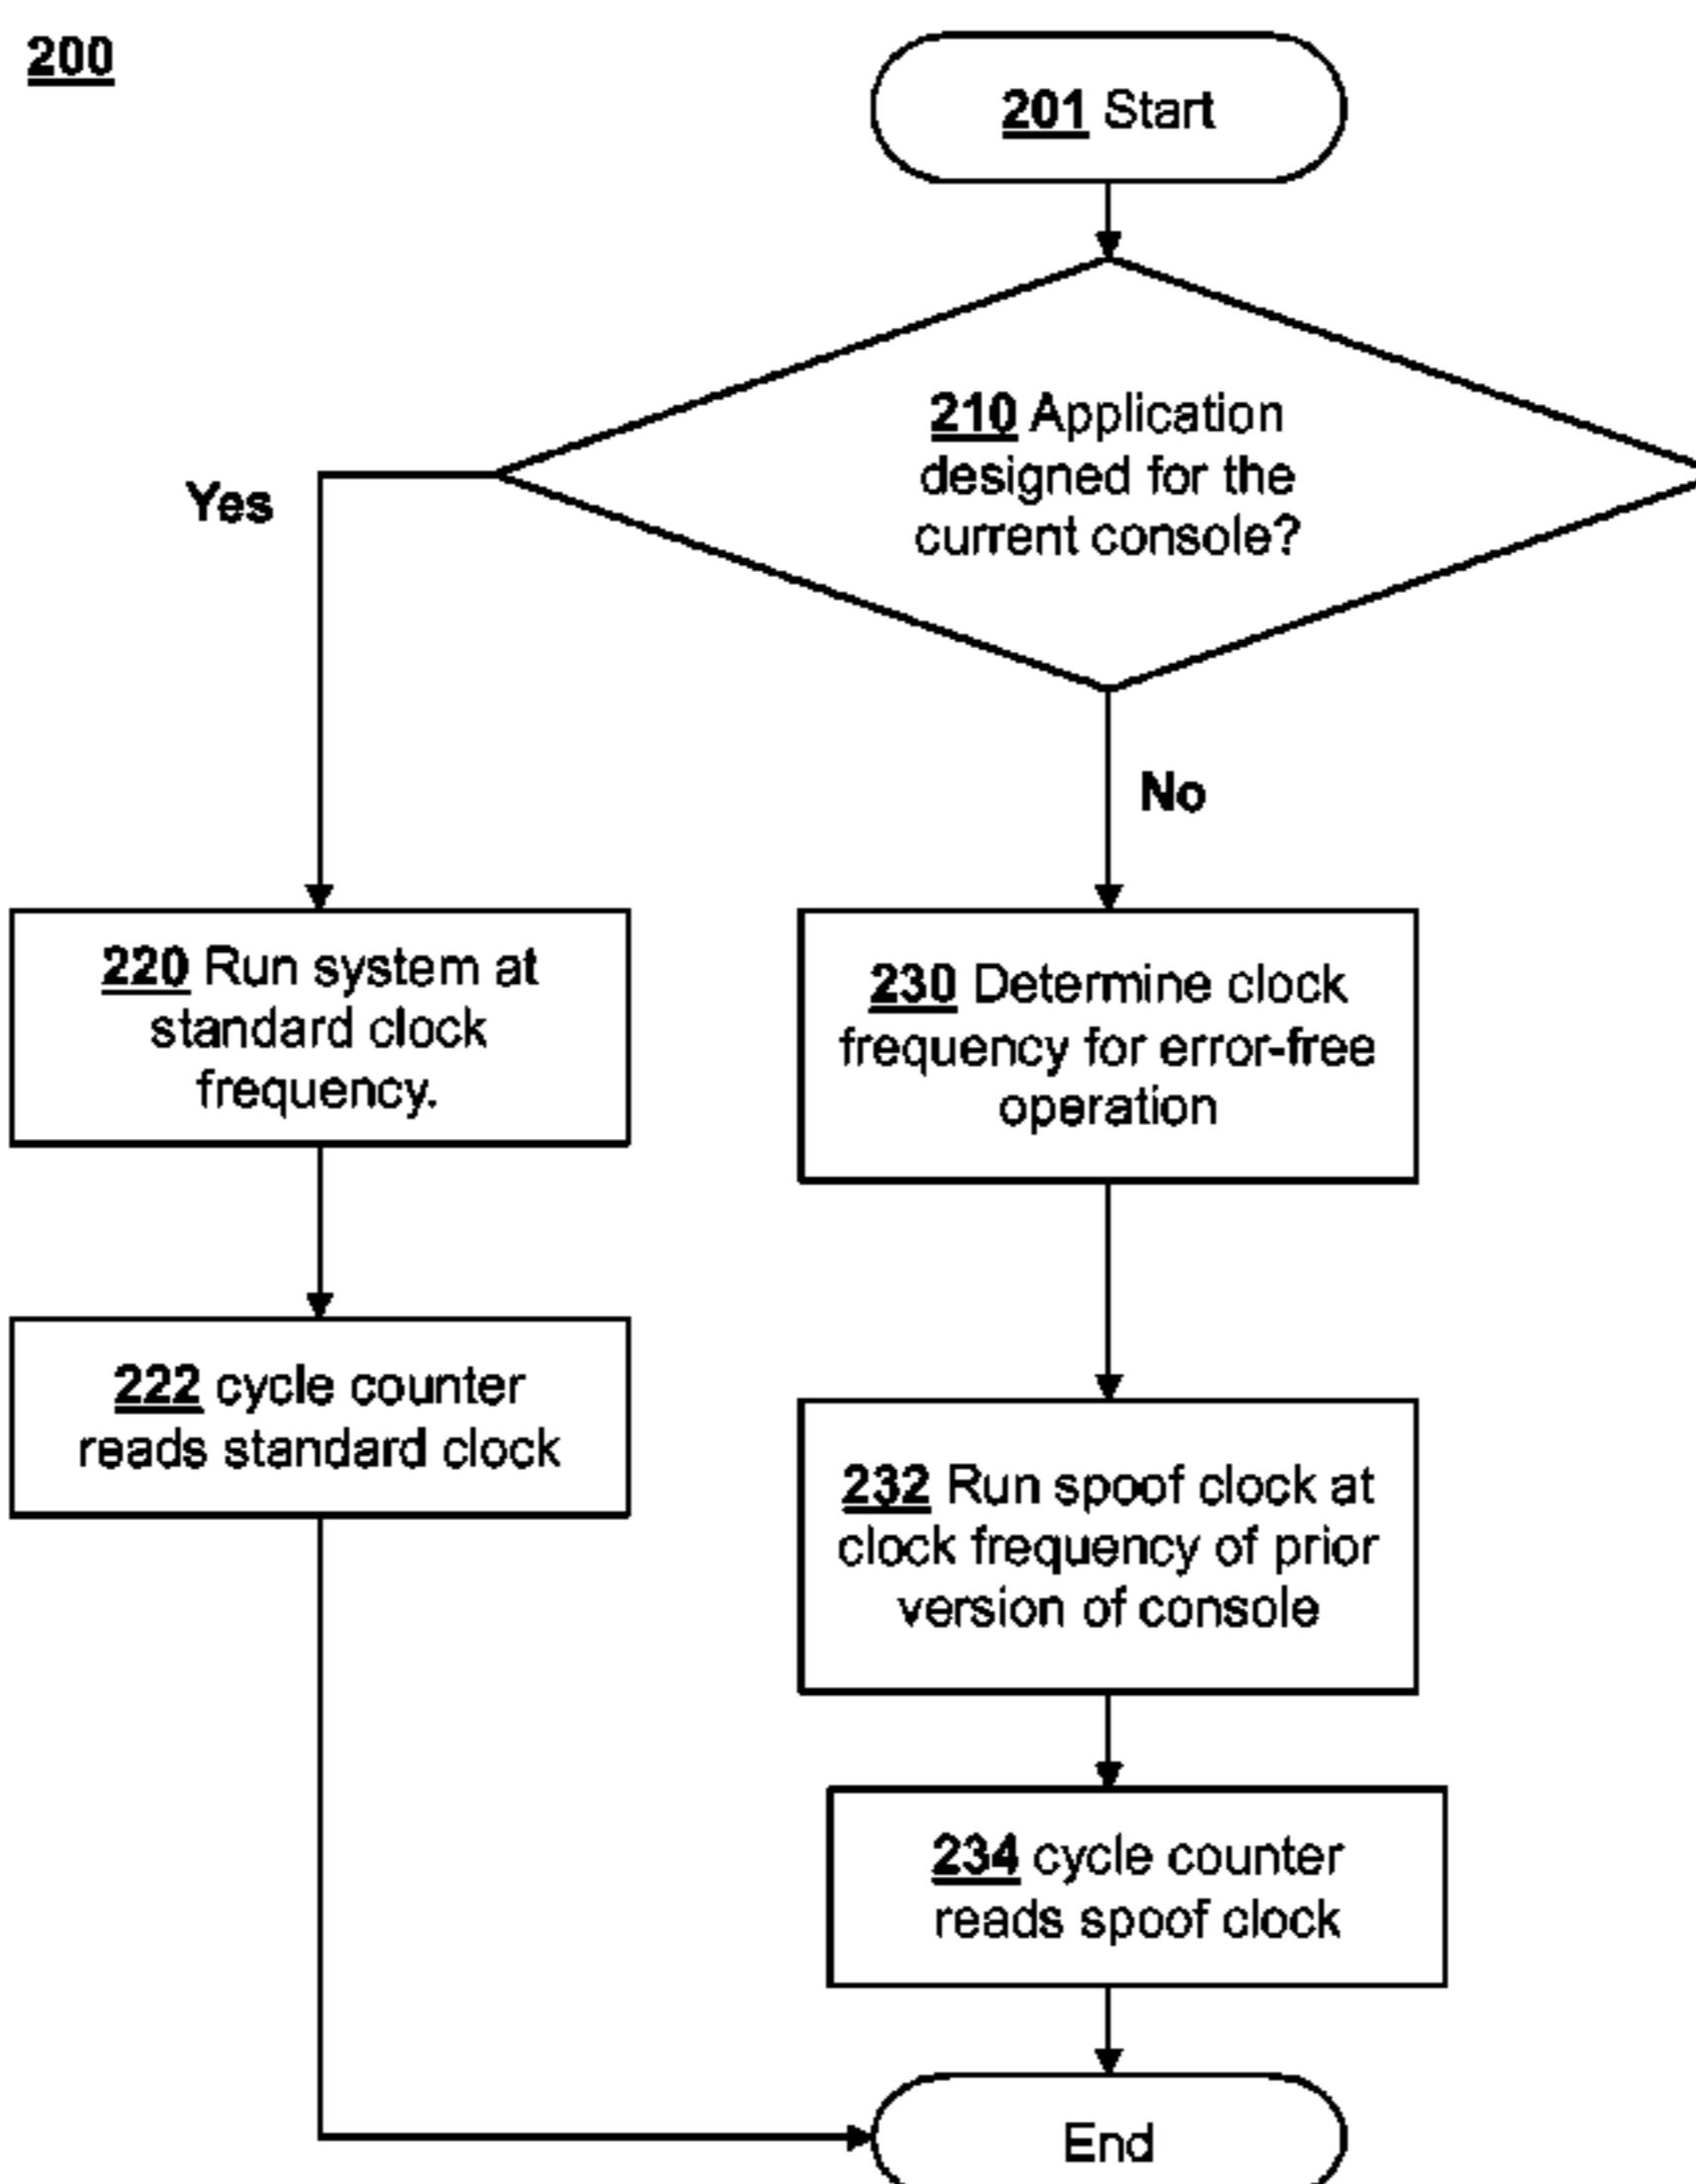 200
201 Start
210 Application
designed for the
current console?
Yes
No
220 Run system at
standard clock
frequency.
230 Determine clock
frequency for error-free
operation
222 cycle counter
reads standard clock
232 Run spoof clock at
clock frequency of prior
version of console
234 cycle counter
reads spoof clock
End